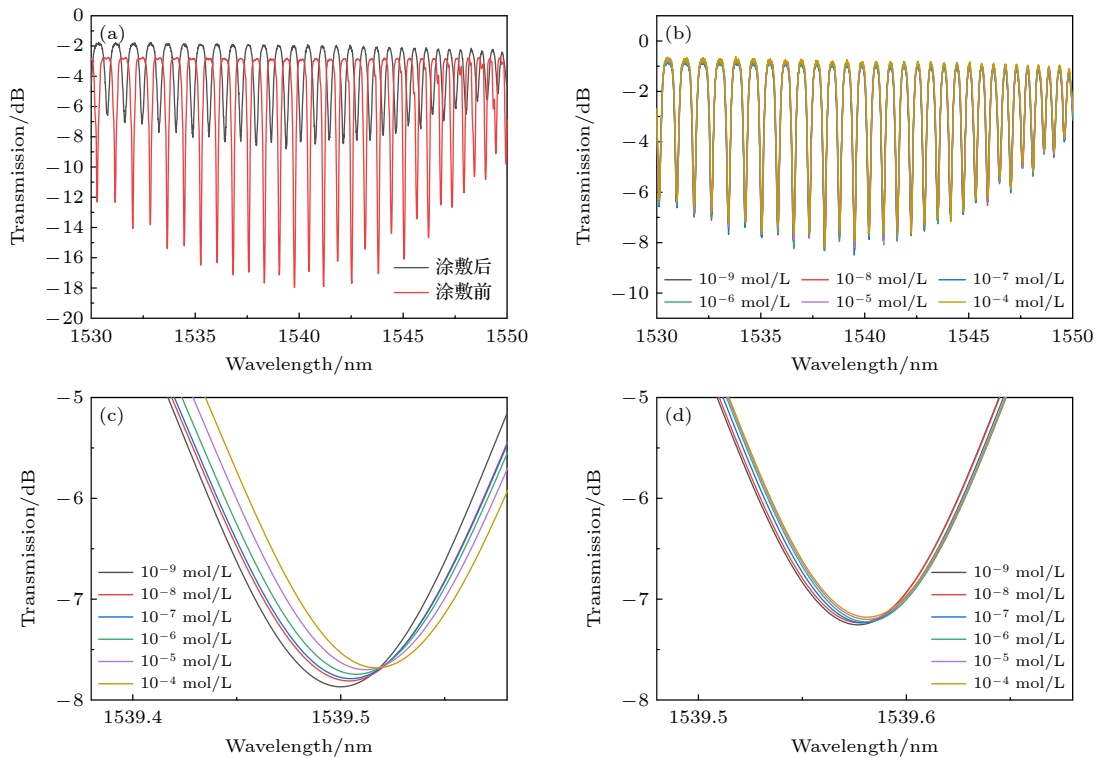 (a)
0
−2
−4
−6
−8
−10
−12
−14
−16
−18
−20
Transmission/dB
涂敷后
涂敷前
1530 1535 1540 1545 1550
Wavelength/nm
(b)
0
−2
−4
−6
−8
−10
Transmission/dB
10⁻⁹ mol/L 10⁻⁸ mol/L 10⁻⁷ mol/L
10⁻⁶ mol/L 10⁻⁵ mol/L 10⁻⁴ mol/L
1530 1535 1540 1545 1550
Wavelength/nm
(c)
−5
−6
−7
−8
Transmission/dB
10⁻⁹ mol/L
10⁻⁸ mol/L
10⁻⁷ mol/L
10⁻⁶ mol/L
10⁻⁵ mol/L
10⁻⁴ mol/L
1539.4 1539.5
Wavelength/nm
(d)
−5
−6
−7
−8
Transmission/dB
10⁻⁹ mol/L
10⁻⁸ mol/L
10⁻⁷ mol/L
10⁻⁶ mol/L
10⁻⁵ mol/L
10⁻⁴ mol/L
1539.5 1539.6
Wavelength/nm